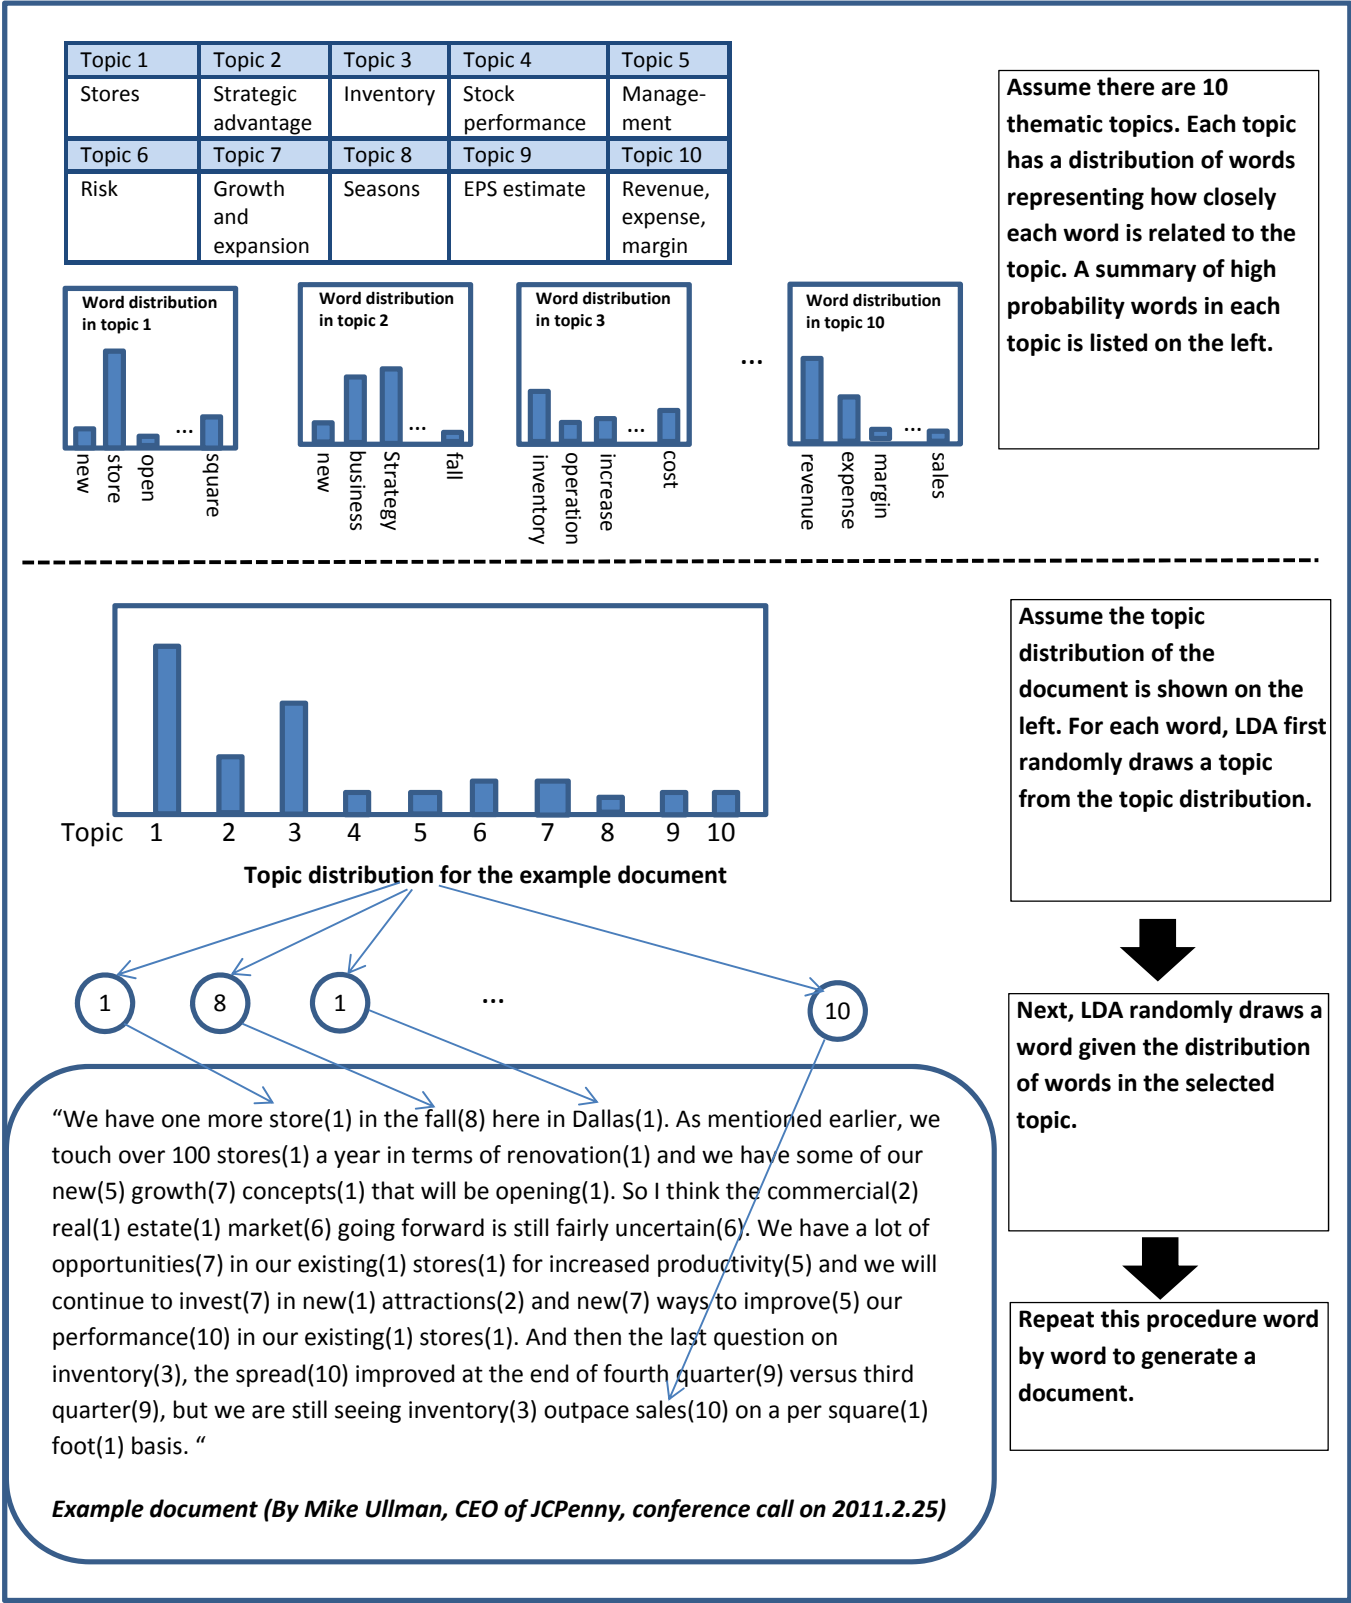 Topic 1 Topic 2 Topic 3 Topic 4 Topic 5
Stores Strategic advantage Inventory Stock performance Manage-ment
Topic 6 Topic 7 Topic 8 Topic 9 Topic 10
Risk Growth and expansion Seasons EPS estimate Revenue, expense, margin
Assume there are 10
thematic topics. Each topic
has a distribution of words
representing how closely
each word is related to the
topic. A summary of high
probability words in each
topic is listed on the left.
Word distribution
in topic 1
new
store
open
...
square
Word distribution
in topic 2
new
business
Strategy
...
fall
Word distribution
in topic 3
inventory
operation
increase
...
cost
...
Word distribution
in topic 10
revenue
expense
margin
...
sales
Topic 1 2 3 4 5 6 7 8 9 10
Topic distribution for the example document
Assume the topic
distribution of the
document is shown on the
left. For each word, LDA first
randomly draws a topic
from the topic distribution.
1 8 1 ... 10
Next, LDA randomly draws a
word given the distribution
of words in the selected
topic.
Repeat this procedure word
by word to generate a
document.
“We have one more store(1) in the fall(8) here in Dallas(1). As mentioned earlier, we
touch over 100 stores(1) a year in terms of renovation(1) and we have some of our
new(5) growth(7) concepts(1) that will be opening(1). So I think the commercial(2)
real(1) estate(1) market(6) going forward is still fairly uncertain(6). We have a lot of
opportunities(7) in our existing(1) stores(1) for increased productivity(5) and we will
continue to invest(7) in new(1) attractions(2) and new(7) ways to improve(5) our
performance(10) in our existing(1) stores(1). And then the last question on
inventory(3), the spread(10) improved at the end of fourth quarter(9) versus third
quarter(9), but we are still seeing inventory(3) outpace sales(10) on a per square(1)
foot(1) basis. “
Example document (By Mike Ullman, CEO of JCPenny, conference call on 2011.2.25)